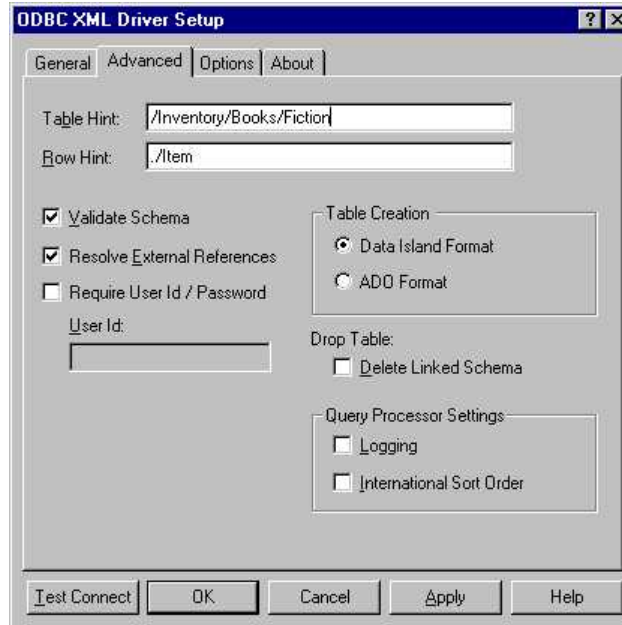 ODBC XML Driver Setup
General Advanced Options About
Table Hint: /Inventory/Books/Fiction
Row Hint: ./Item
Validate Schema
Resolve External References
Require User Id / Password
User Id:
Table Creation
Data Island Format
ADO Format
Drop Table:
Delete Linked Schema
Query Processor Settings
Logging
International Sort Order
Test Connect OK Cancel Apply Help